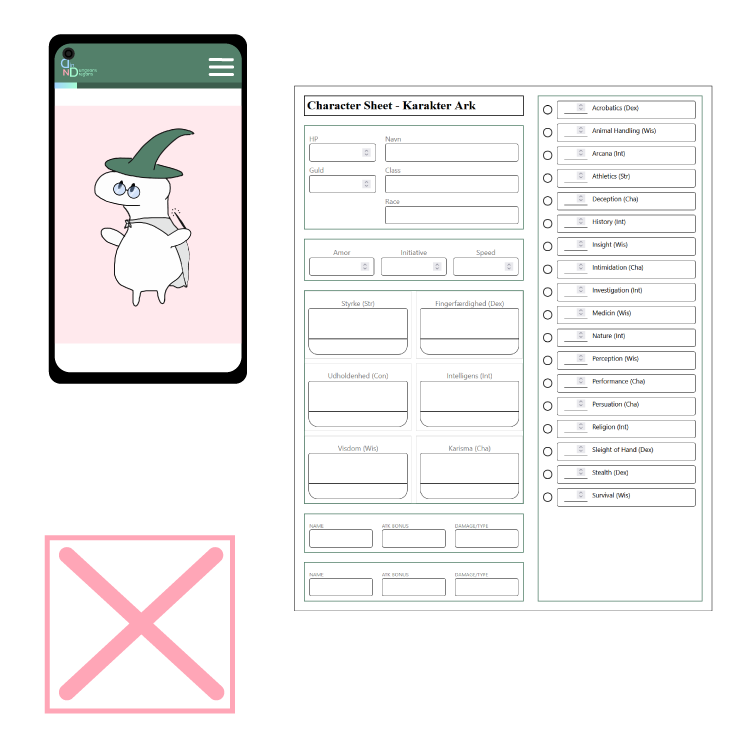 Character Sheet - Karakter Ark
HP
Navn
Guld
Class
Race
Amor
Initiative
Speed
Styrke (Str)
Fingerfærdighed (Dex)
Udholdenhed (Con)
Intelligens (Int)
Visdom (Wis)
Karisma (Cha)
NAME
ATK BONUS
DAMAGE/TYPE
NAME
ATK BONUS
DAMAGE/TYPE
Acrobatics (Dex)
Animal Handling (Wis)
Arcana (Int)
Athletics (Str)
Deception (Cha)
History (Int)
Insight (Wis)
Intimidation (Cha)
Investigation (Int)
Medicin (Wis)
Nature (Int)
Perception (Wis)
Performance (Cha)
Persuation (Cha)
Religion (Int)
Sleight of Hand (Dex)
Stealth (Dex)
Survival (Wis)